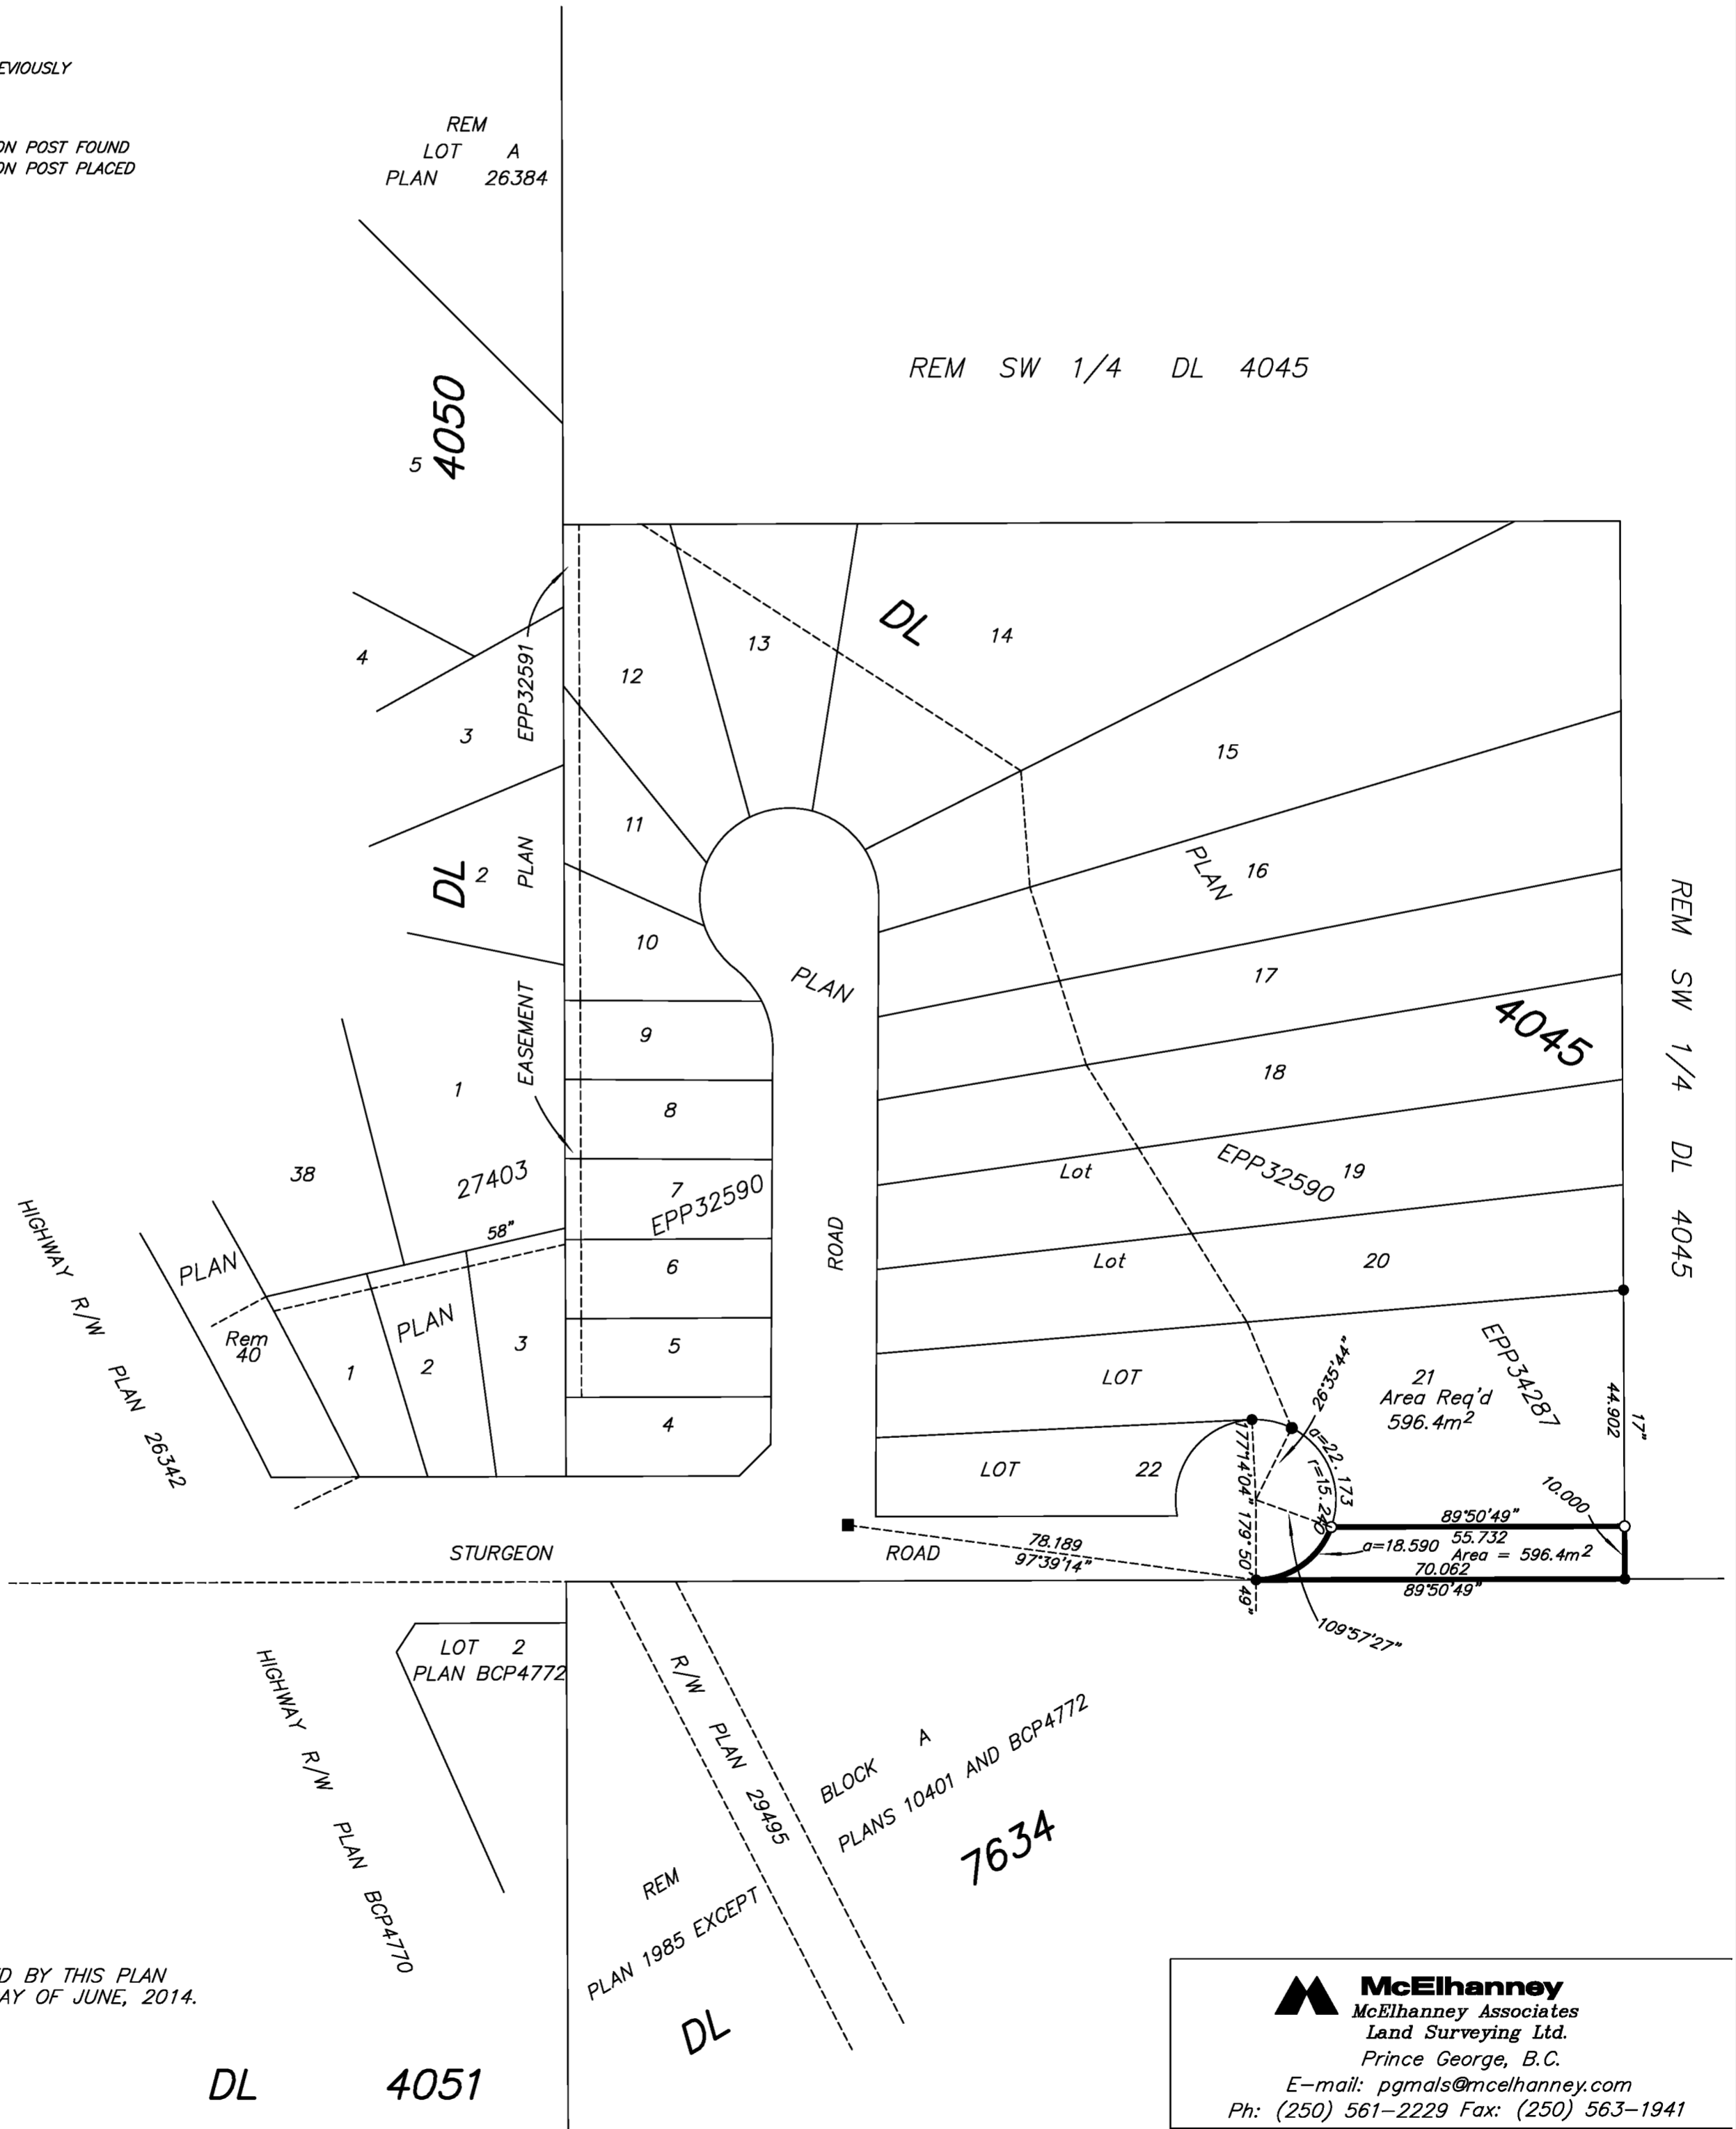 EVIOUSLY
ON POST FOUND
ON POST PLACED
REM
LOT A
PLAN 26384
REM SW 1/4 DL 4045
5
4050
DL
4
3
2
1
38
EPP32591
PLAN
EASEMENT
27403
58"
12
13
DL
14
11
15
PLAN
16
10
PLAN
17
4045
9
18
8
Lot
EPP32590
19
7
EPP32590
ROAD
6
Lot
20
REM SW 1/4 DL 4045
HIGHWAY R/W PLAN 26342
PLAN
Rem
40
1
PLAN
2
3
5
LOT
26°35'44"
21
Area Req'd
596.4m²
EPP34287
44.902
17"
4
LOT 22
177°14'04"
179°50'49"
a=22.173
r=15.240
10.000
89°50'49"
55.732
a=18.590
Area = 596.4m²
70.062
89°50'49"
109°57'27"
STURGEON ROAD
78.189
97°39'14"
LOT 2
PLAN BCP4772
HIGHWAY R/W PLAN BCP4770
R/W PLAN 29495
BLOCK A
PLANS 10401 AND BCP4772
REM
PLAN 1985 EXCEPT
7634
DL
D BY THIS PLAN
AY OF JUNE, 2014.
DL 4051
McElhanney
McElhanney Associates
Land Surveying Ltd.
Prince George, B.C.
E-mail: pgmals@mcelhanney.com
Ph: (250) 561-2229 Fax: (250) 563-1941